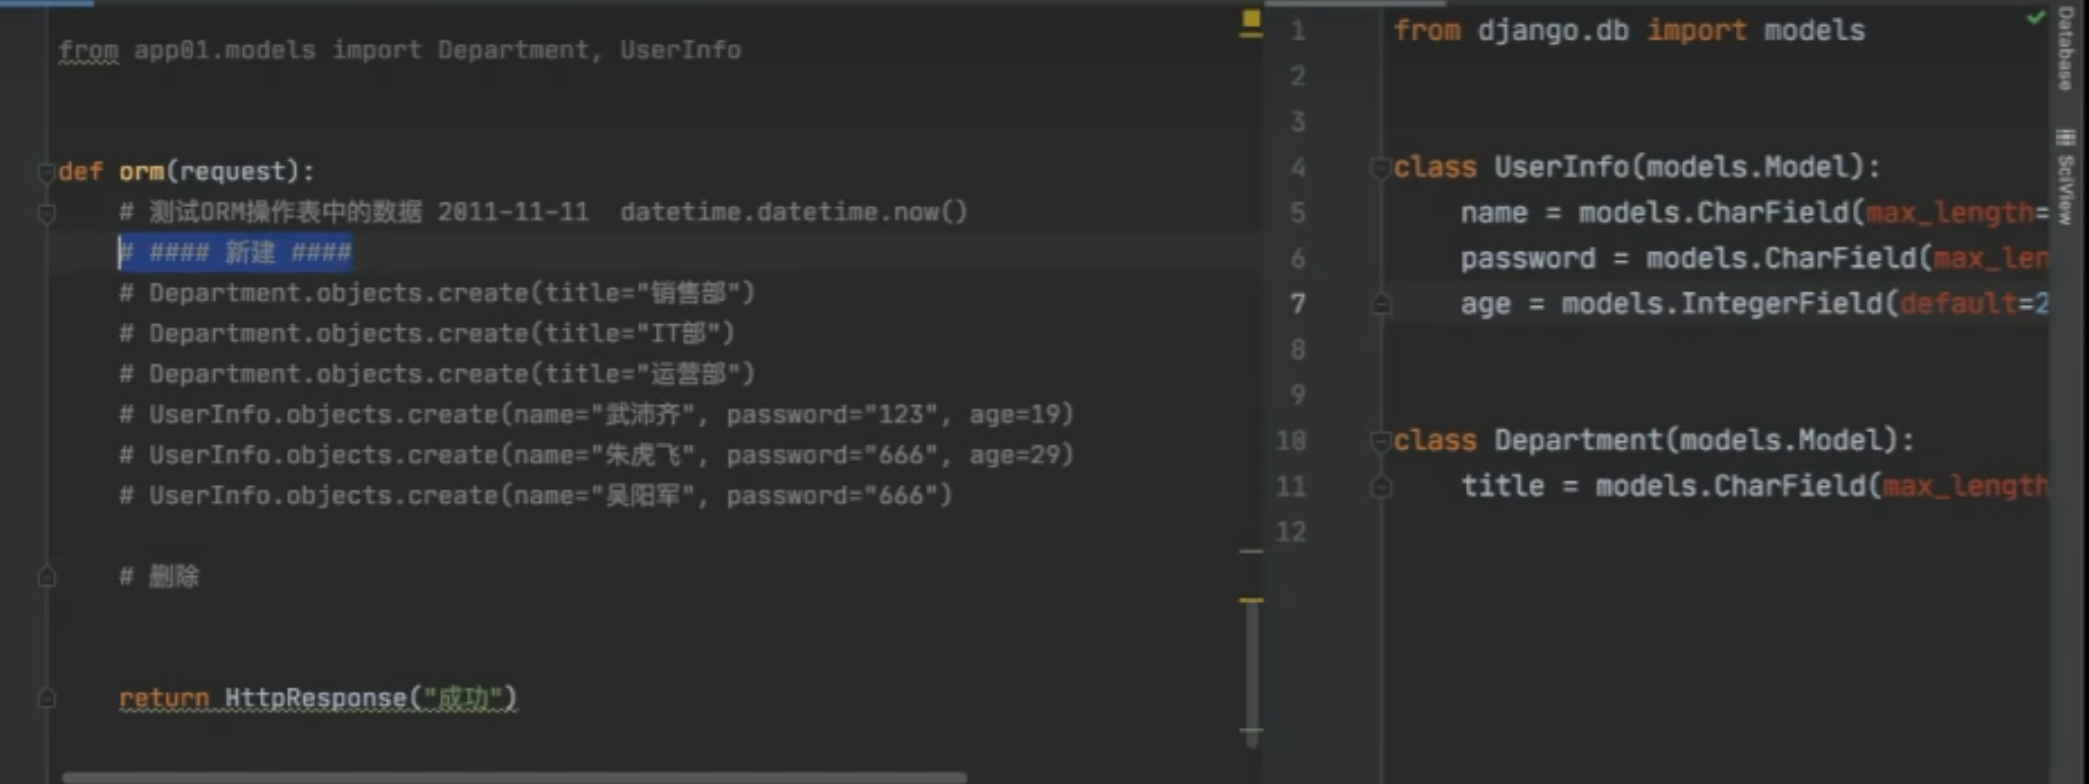 from app01.models import Department, UserInfo
def orm(request):
# 测试ORM操作表中的数据 2011-11-11  datetime.datetime.now()
# #### 新建 ####
# Department.objects.create(title="销售部")
# Department.objects.create(title="IT部")
# Department.objects.create(title="运营部")
# UserInfo.objects.create(name="武沛齐", password="123", age=19)
# UserInfo.objects.create(name="朱虎飞", password="666", age=29)
# UserInfo.objects.create(name="吴阳军", password="666")
# 删除
return HttpResponse("成功")
1 from django.db import models
2
3
4 class UserInfo(models.Model):
5 name = models.CharField(max_length=
6 password = models.CharField(max_len
7 age = models.IntegerField(default=2
8
9
10 class Department(models.Model):
11 title = models.CharField(max_length
12
Database
SciView